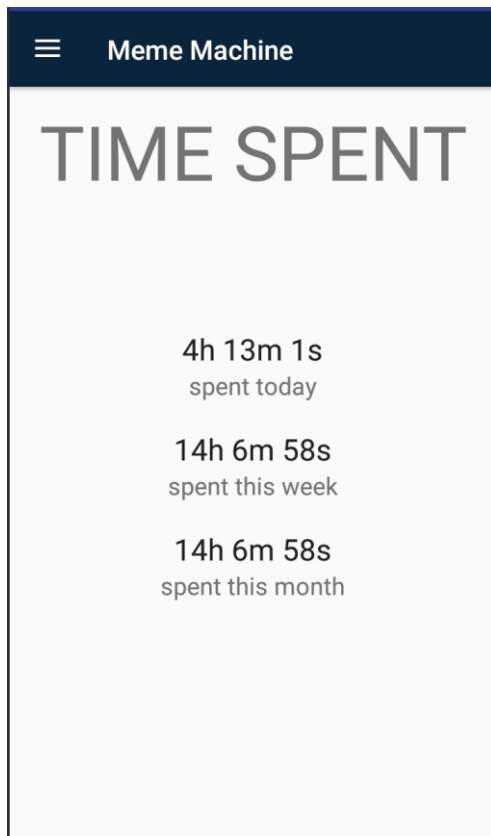 Meme Machine
TIME SPENT
4h 13m 1s
spent today
14h 6m 58s
spent this week
14h 6m 58s
spent this month